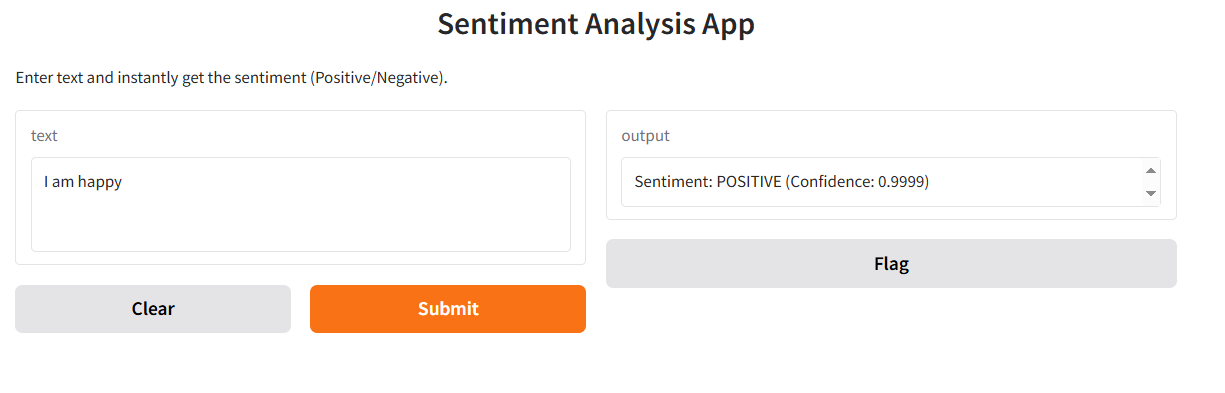 Sentiment Analysis App
Enter text and instantly get the sentiment (Positive/Negative).
text
I am happy
Clear
Submit
output
Sentiment: POSITIVE (Confidence: 0.9999)
Flag